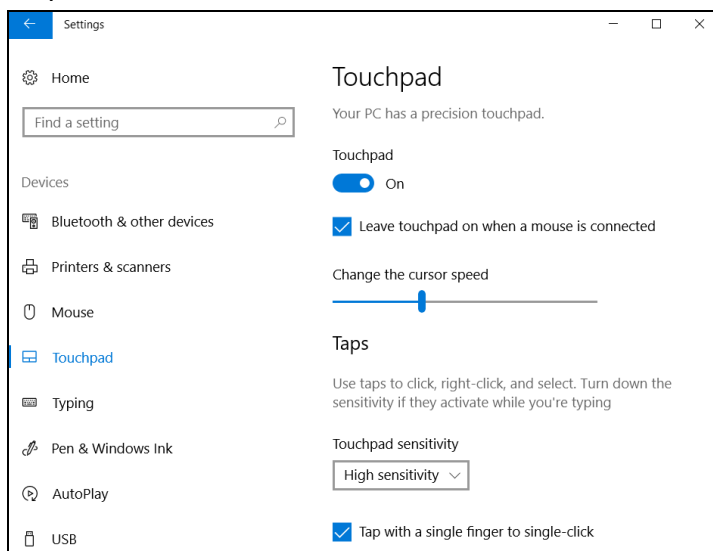 Settings
Home
Find a setting
Devices
Bluetooth & other devices
Printers & scanners
Mouse
Touchpad
Typing
Pen & Windows Ink
AutoPlay
USB
Touchpad
Your PC has a precision touchpad.
Touchpad
On
Leave touchpad on when a mouse is connected
Change the cursor speed
Taps
Use taps to click, right-click, and select. Turn down the
sensitivity if they activate while you're typing
Touchpad sensitivity
High sensitivity
Tap with a single finger to single-click